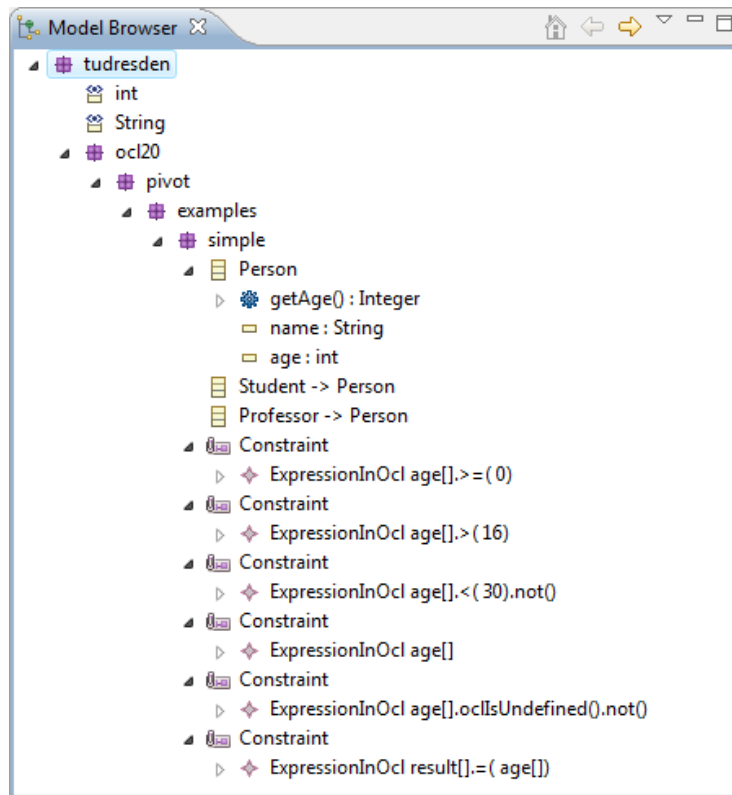 Model Browser
tudresden
int
String
ocl20
pivot
examples
simple
Person
getAge() : Integer
name : String
age : int
Student -> Person
Professor -> Person
Constraint
ExpressionInOcl age[].>=( 0)
Constraint
ExpressionInOcl age[].>( 16)
Constraint
ExpressionInOcl age[].<( 30).not()
Constraint
ExpressionInOcl age[]
Constraint
ExpressionInOcl age[].oclIsUndefined().not()
Constraint
ExpressionInOcl result[].=( age[])